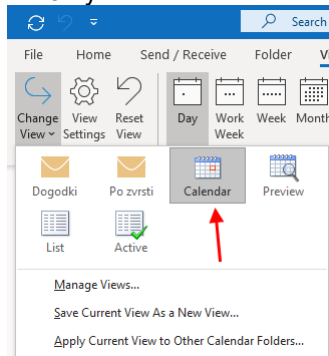 Search
File Home Send / Receive Folder
Change View Reset Day Work Week Month
View Settings View Week
Dogodki Po zvrsti Calendar Preview
List Active
Manage Views...
Save Current View As a New View...
Apply Current View to Other Calendar Folders...